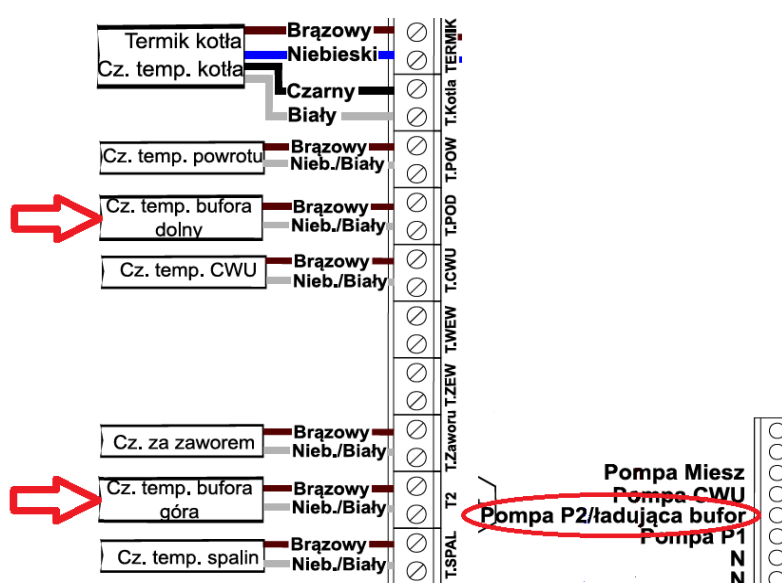 Termik kotła
Cz. temp. kotła
Brązowy
Niebieski
Czarny
Biały
TERMIK
T.Kotla
Cz. temp. powrotu
Brązowy
Nieb./Biały
T.POW
Cz. temp. bufora
dolny
Brązowy
Nieb./Biały
T.POD
Cz. temp. CWU
Brązowy
Nieb./Biały
T.CWU
T.WEW
T.ZEW
Cz. za zaworem
Brązowy
Nieb./Biały
T.Zaworu
Cz. temp. bufora
góra
Brązowy
Nieb./Biały
T2
Cz. temp. spalin
Brązowy
Nieb./Biały
T.SPAL
Pompa Miesz
Pompa CWU
Pompa P2/ładująca bufor
Pompa P1
N
N